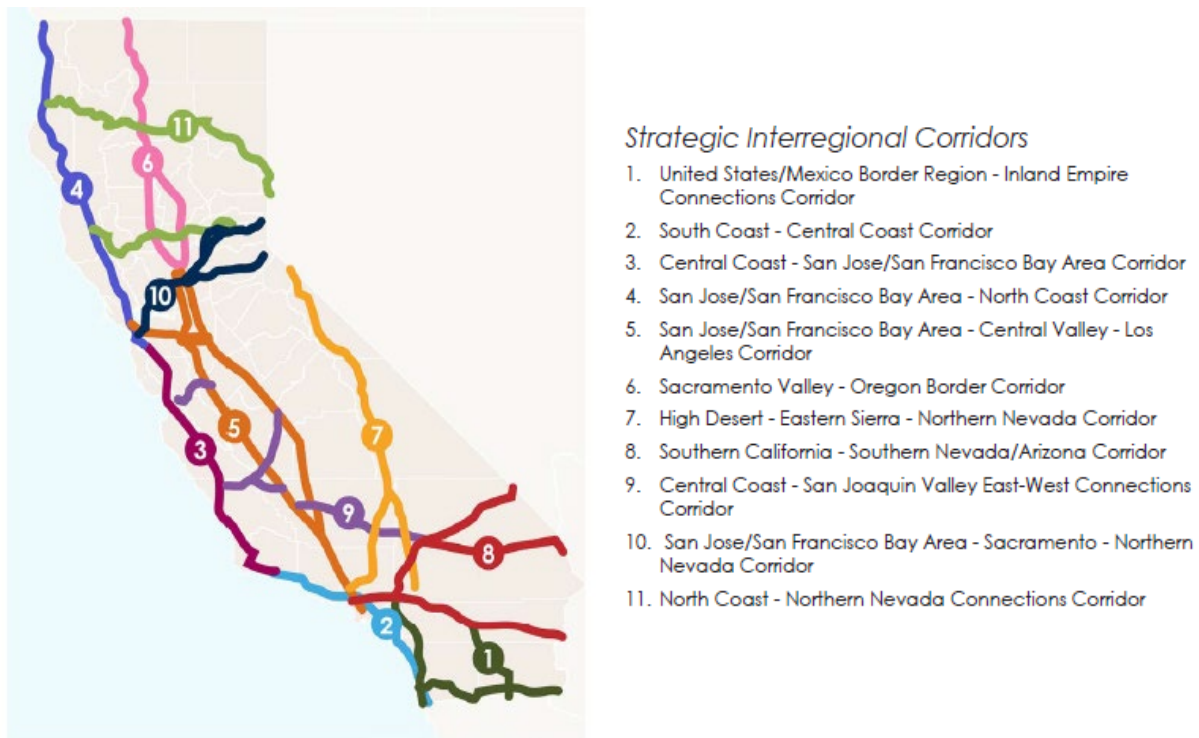 11
6
4
10
5
3
7
9
8
2
1
Strategic Interregional Corridors
1. United States/Mexico Border Region - Inland Empire
Connections Corridor
2. South Coast - Central Coast Corridor
3. Central Coast - San Jose/San Francisco Bay Area Corridor
4. San Jose/San Francisco Bay Area - North Coast Corridor
5. San Jose/San Francisco Bay Area - Central Valley - Los
Angeles Corridor
6. Sacramento Valley - Oregon Border Corridor
7. High Desert - Eastern Sierra - Northern Nevada Corridor
8. Southern California - Southern Nevada/Arizona Corridor
9. Central Coast - San Joaquin Valley East-West Connections
Corridor
10. San Jose/San Francisco Bay Area - Sacramento - Northern
Nevada Corridor
11. North Coast - Northern Nevada Connections Corridor